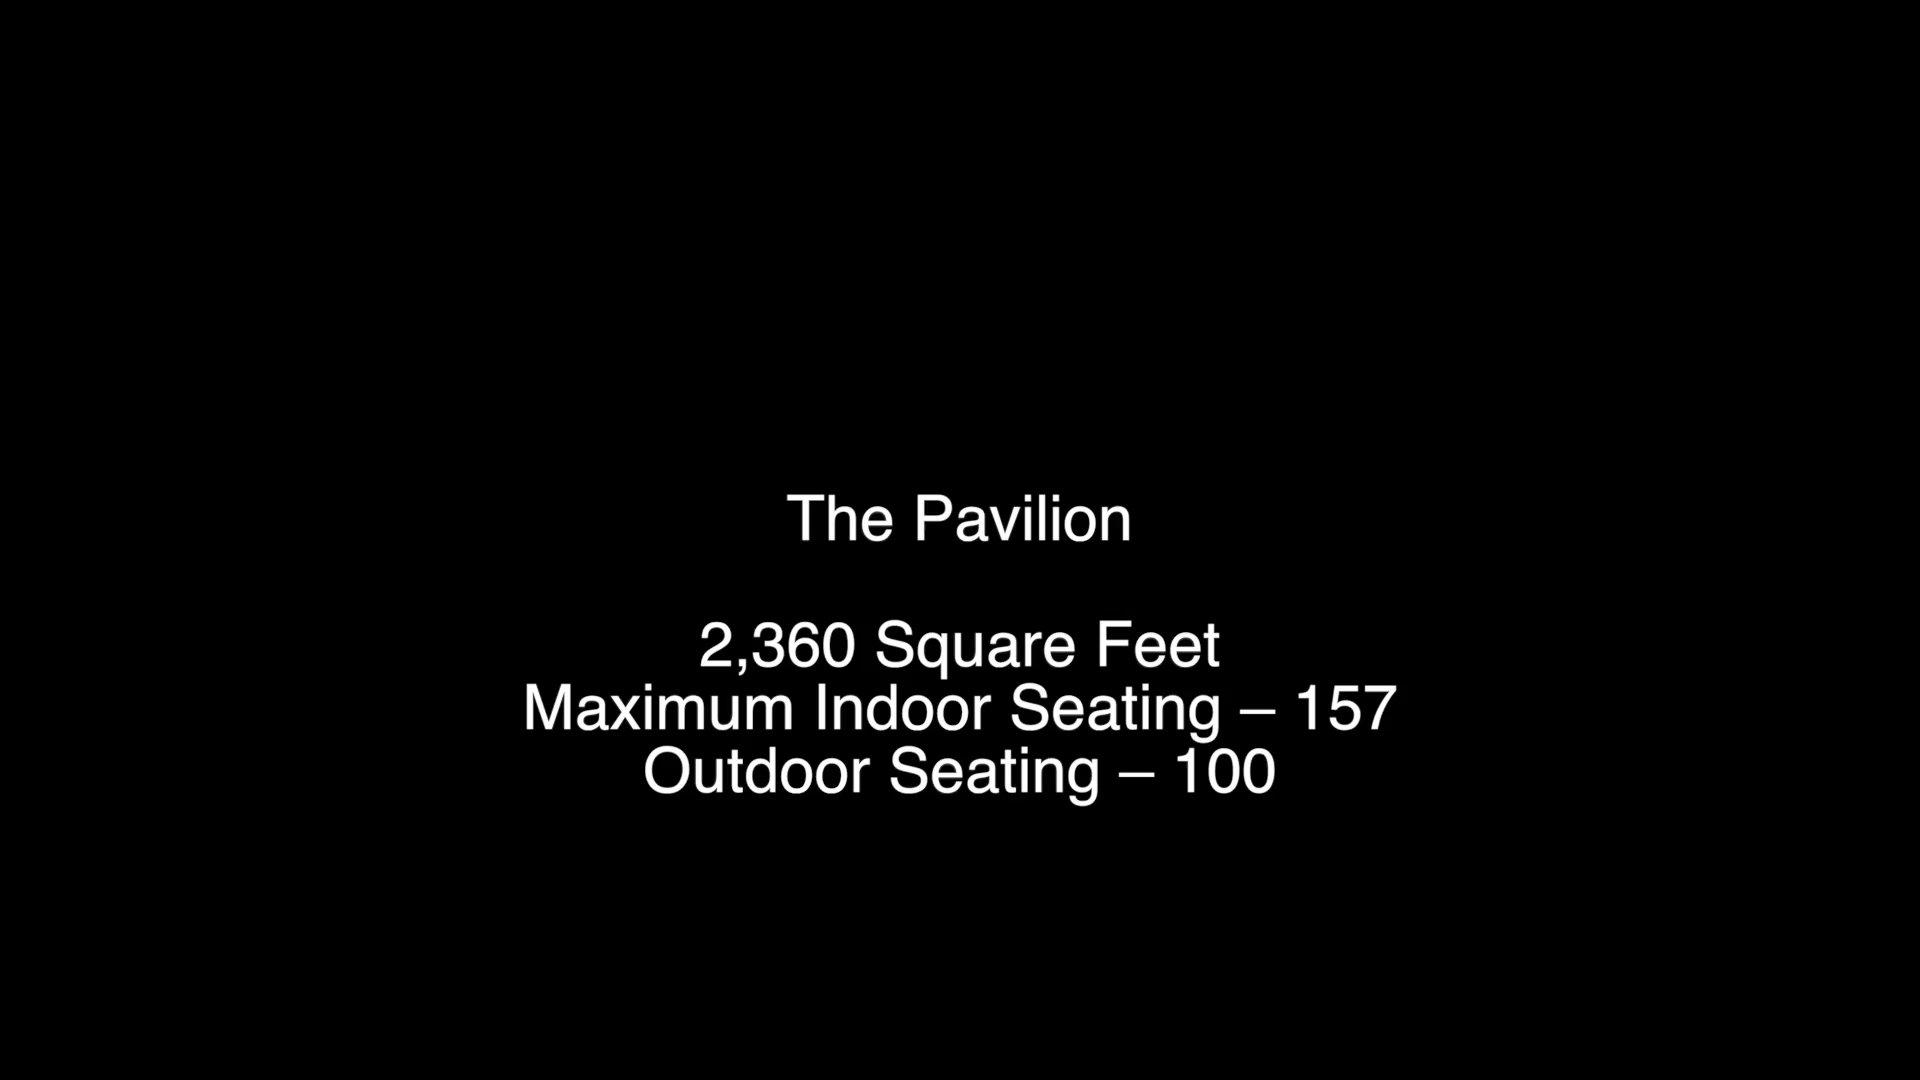 The Pavilion
2,360 Square Feet
Maximum Indoor Seating – 157
Outdoor Seating – 100